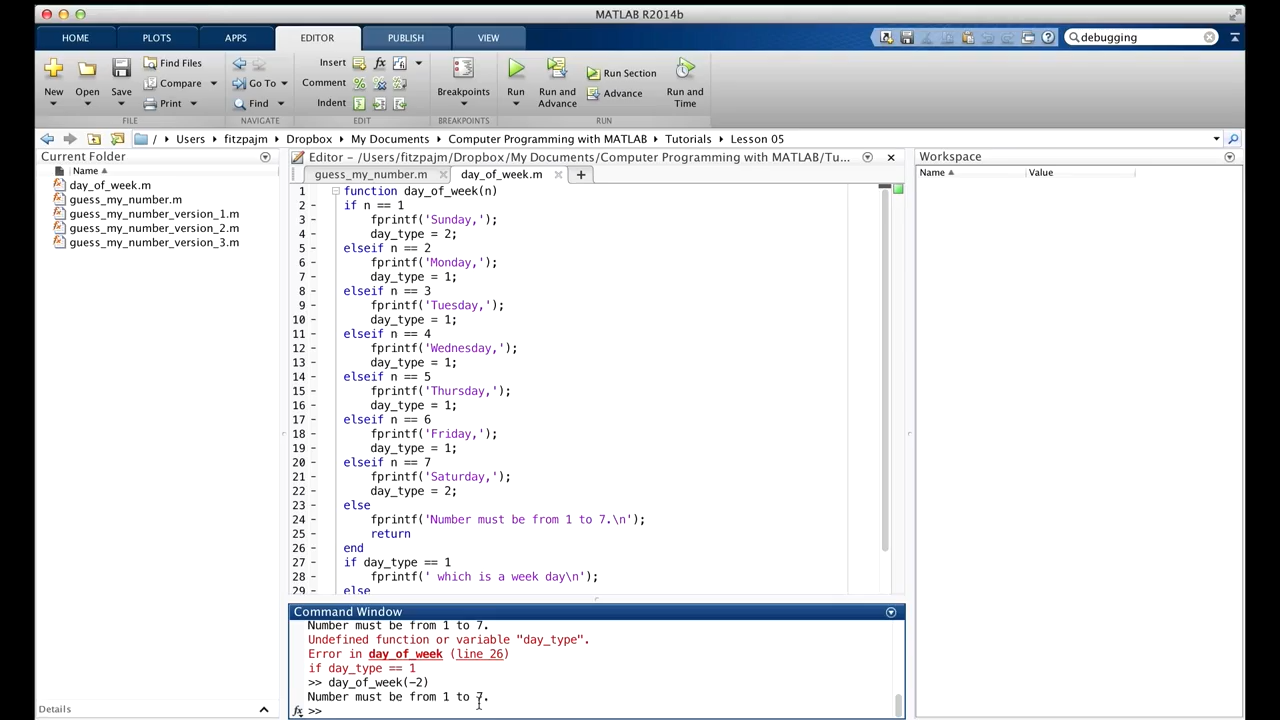 MATLAB R2014b
HOME PLOTS APPS EDITOR PUBLISH VIEW debugging
New Open Save Find Files Compare Print Insert Comment Indent Go To Find Breakpoints Run Run and Advance Run Section Advance Run and Time
FILE NAVIGATE EDIT BREAKPOINTS RUN
/ Users fitzpajm Dropbox My Documents Computer Programming with MATLAB Tutorials Lesson 05
Current Folder
Name
day_of_week.m
guess_my_number.m
guess_my_number_version_1.m
guess_my_number_version_2.m
guess_my_number_version_3.m
Details
Editor - /Users/fitzpajm/Dropbox/My Documents/Computer Programming with MATLAB/Tu...
guess_my_number.m day_of_week.m
1 function day_of_week(n)
2 - if n == 1
3 - fprintf('Sunday,');
4 - day_type = 2;
5 - elseif n == 2
6 - fprintf('Monday,');
7 - day_type = 1;
8 - elseif n == 3
9 - fprintf('Tuesday,');
10 - day_type = 1;
11 - elseif n == 4
12 - fprintf('Wednesday,');
13 - day_type = 1;
14 - elseif n == 5
15 - fprintf('Thursday,');
16 - day_type = 1;
17 - elseif n == 6
18 - fprintf('Friday,');
19 - day_type = 1;
20 - elseif n == 7
21 - fprintf('Saturday,');
22 - day_type = 2;
23 - else
24 - fprintf('Number must be from 1 to 7.\n');
25 - return
26 - end
27 - if day_type == 1
28 - fprintf(' which is a week day\n');
29 - else
Command Window
Number must be from 1 to 7.
Undefined function or variable "day_type".
Error in day_of_week (line 26)
if day_type == 1
>> day_of_week(-2)
Number must be from 1 to 7.
fx >>
Workspace
Name Value